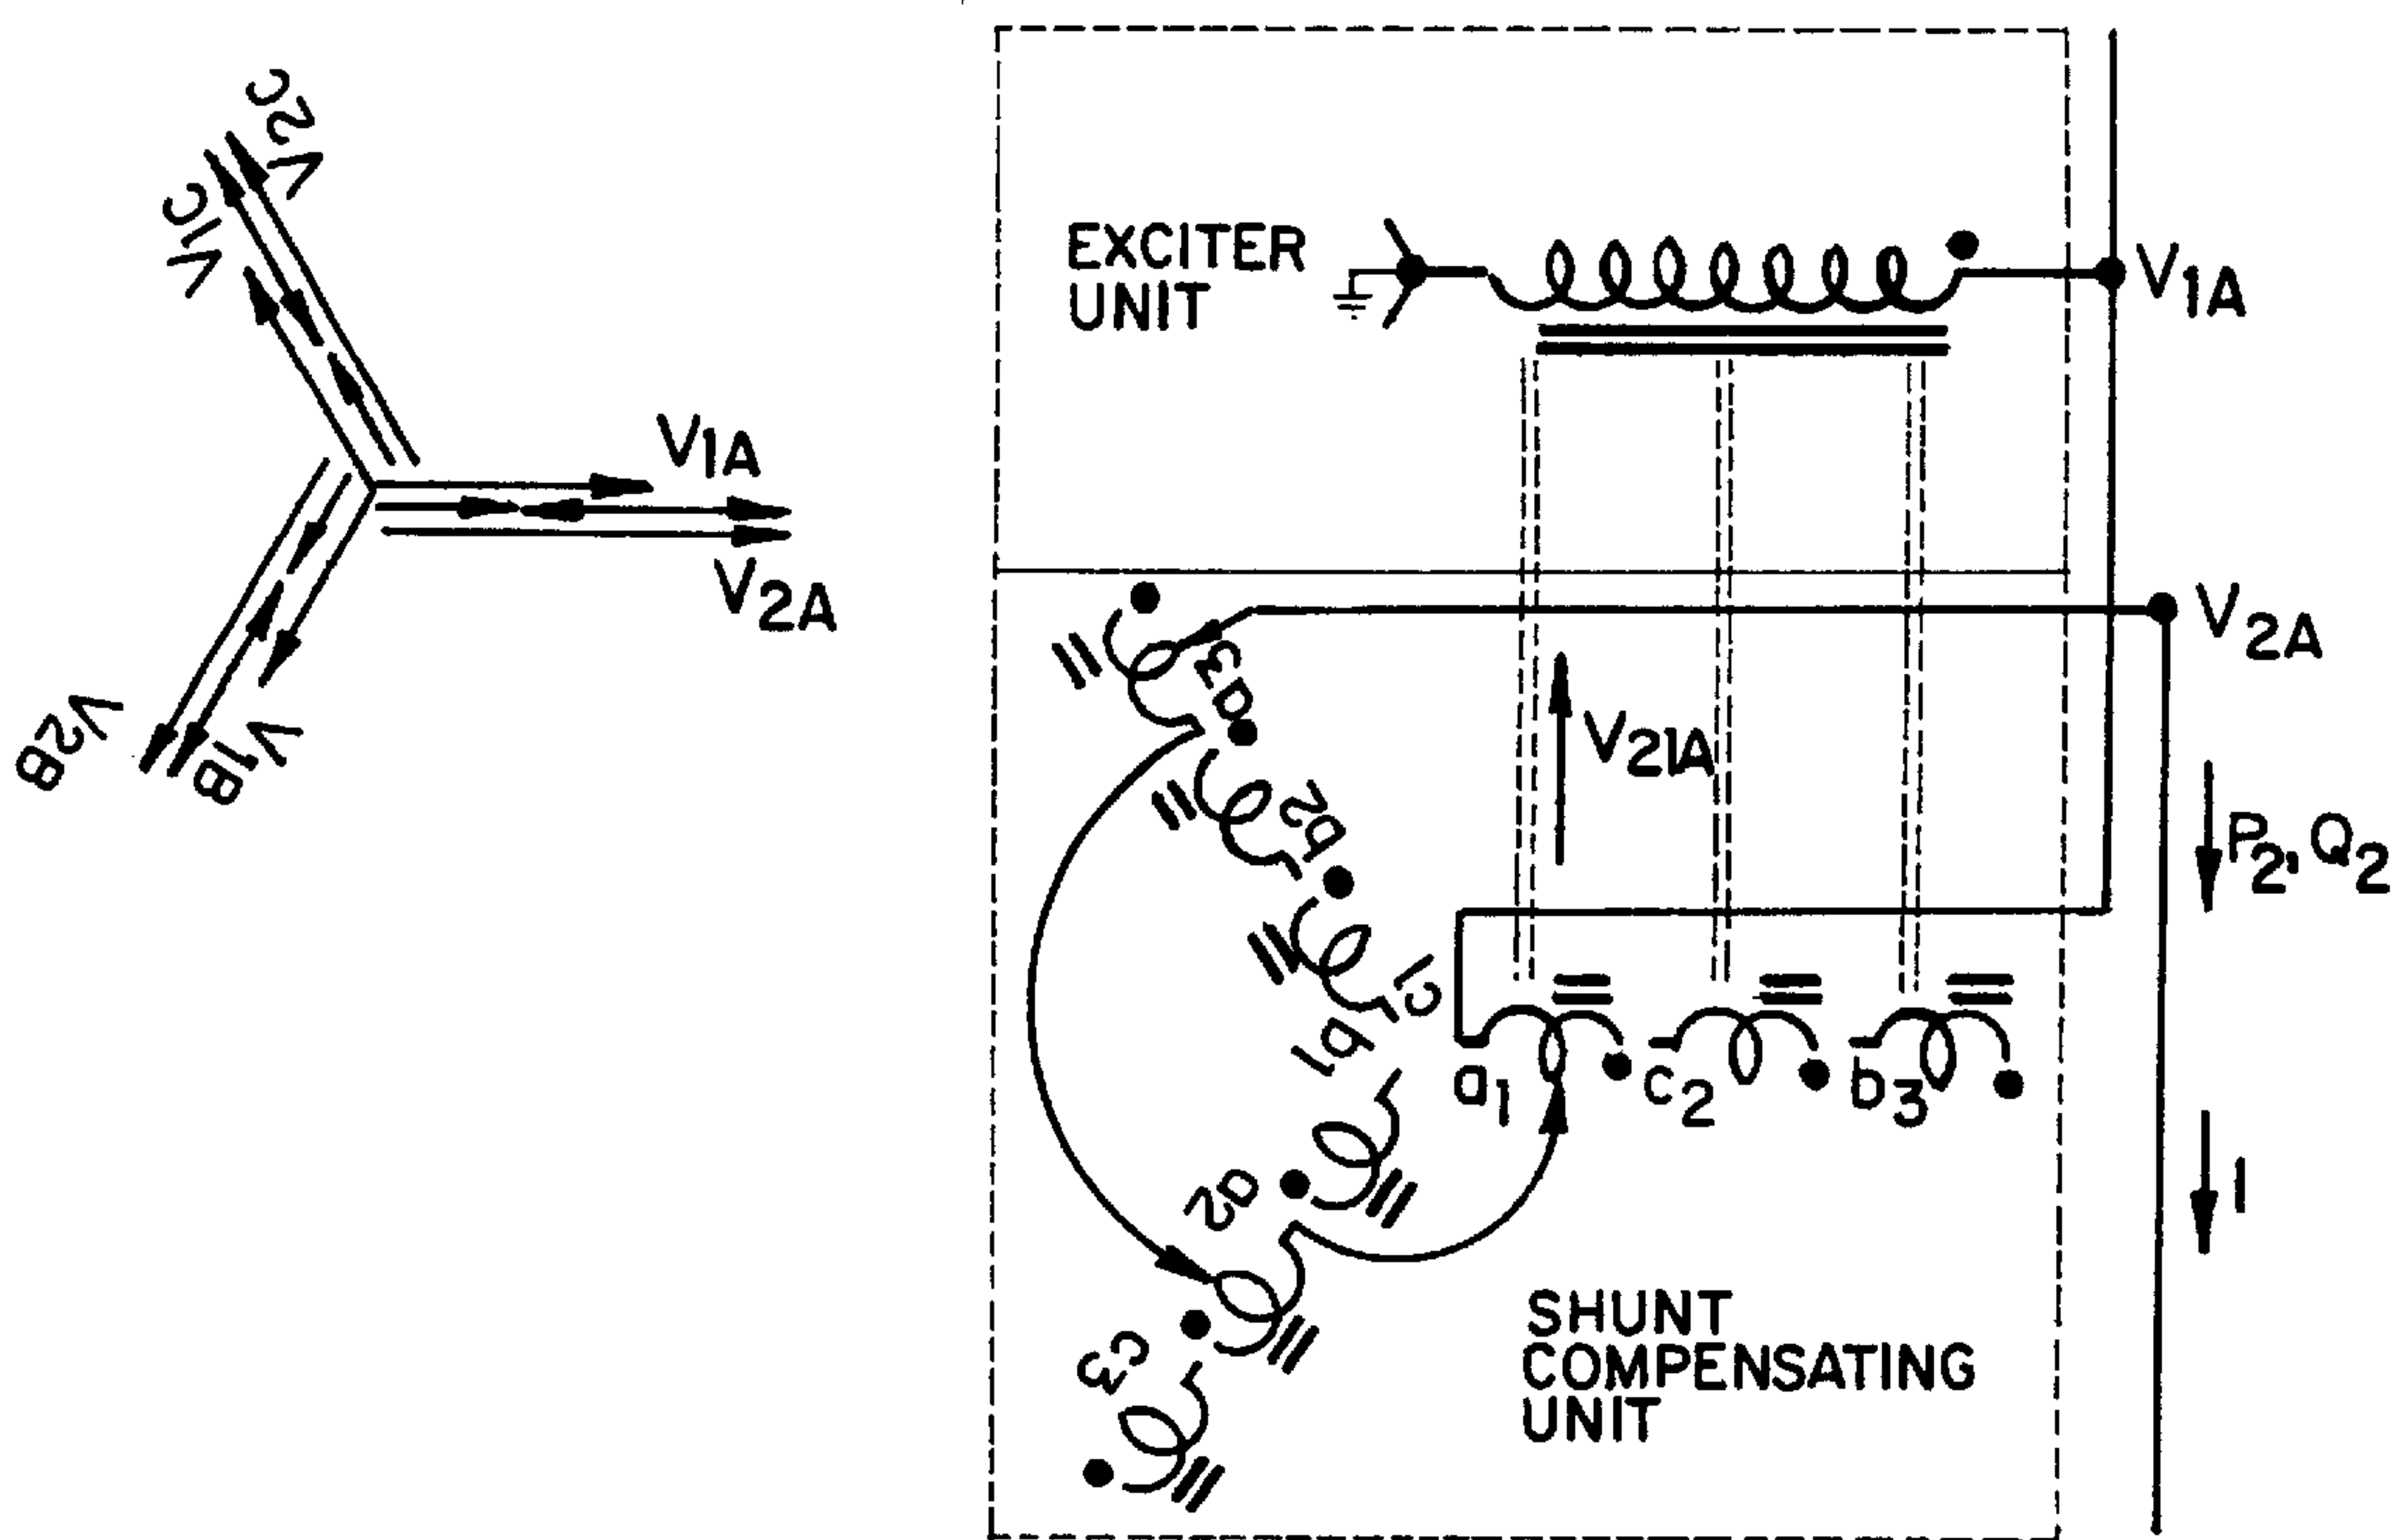 V2C
V1C
V1A
V2A
V1B
V2B
EXCITER
UNIT
V1A
V2A
a3
V21A
b2
P2, Q2
c1
b1
a1
c2
b3
a2
I
c3
SHUNT
COMPENSATING
UNIT